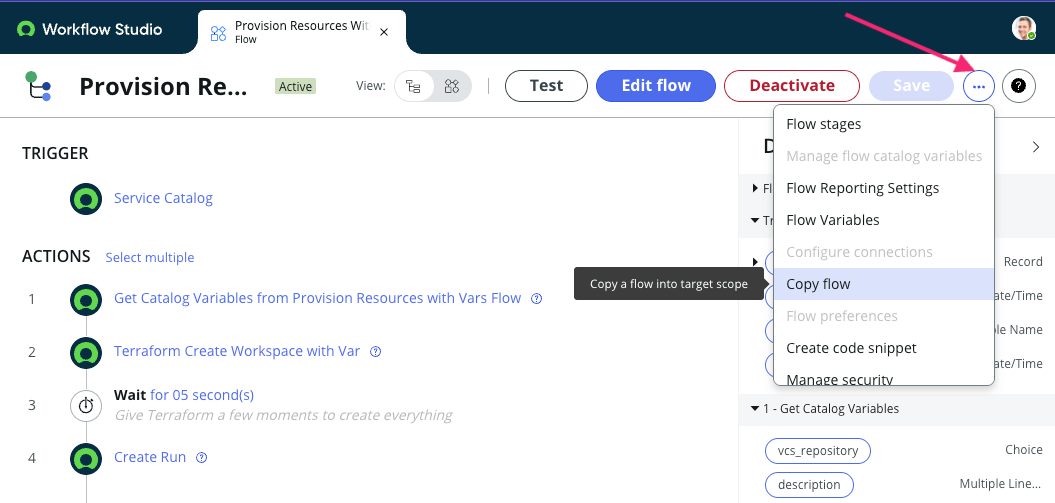 Workflow Studio
Provision Resources Wit
Flow
Provision Re...
Active
View:
Test
Edit flow
Deactivate
Save
...
?
Flow stages
Manage flow catalog variables
Flow Reporting Settings
Flow Variables
Configure connections
Copy flow
Flow preferences
Create code snippet
Manage security
Copy a flow into target scope
TRIGGER
Service Catalog
ACTIONS
Select multiple
1
Get Catalog Variables from Provision Resources with Vars Flow
?
2
Terraform Create Workspace with Var
?
3
Wait for 05 second(s)
Give Terraform a few moments to create everything
4
Create Run
?
D
Fl
Tr
Record
ate/Time
le Name
ate/Time
1 - Get Catalog Variables
vcs_repository
Choice
description
Multiple Line...